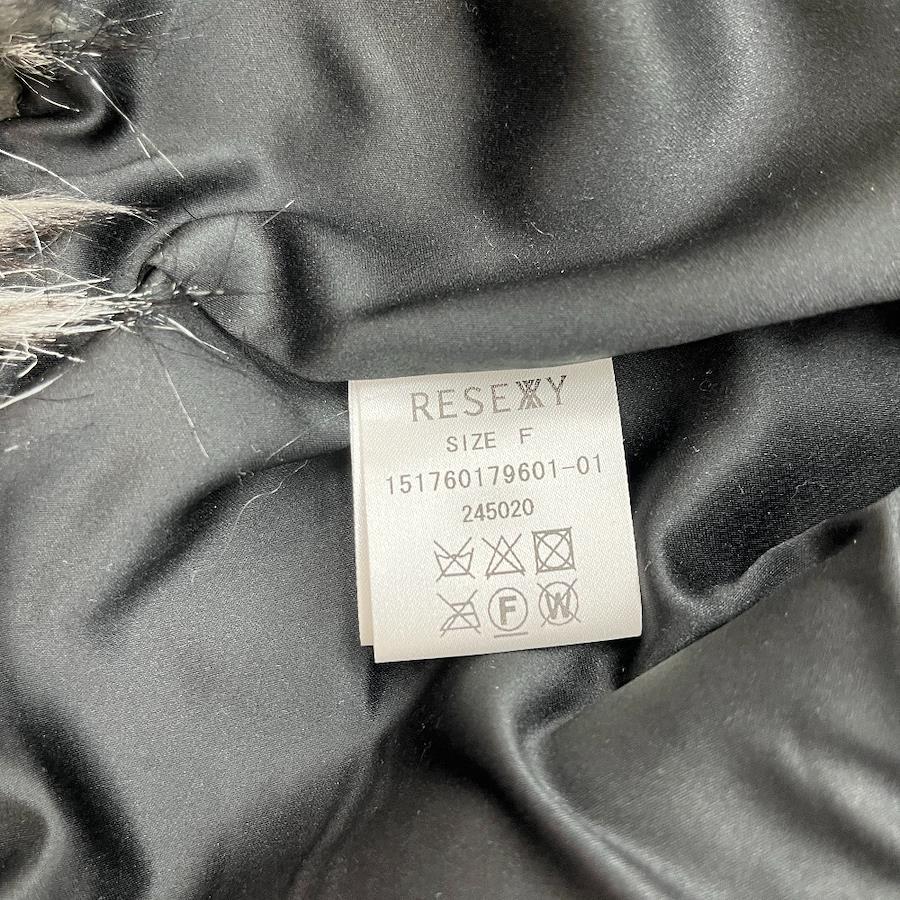 RESEXXY
SIZE F
151760179601-01
245020
F W